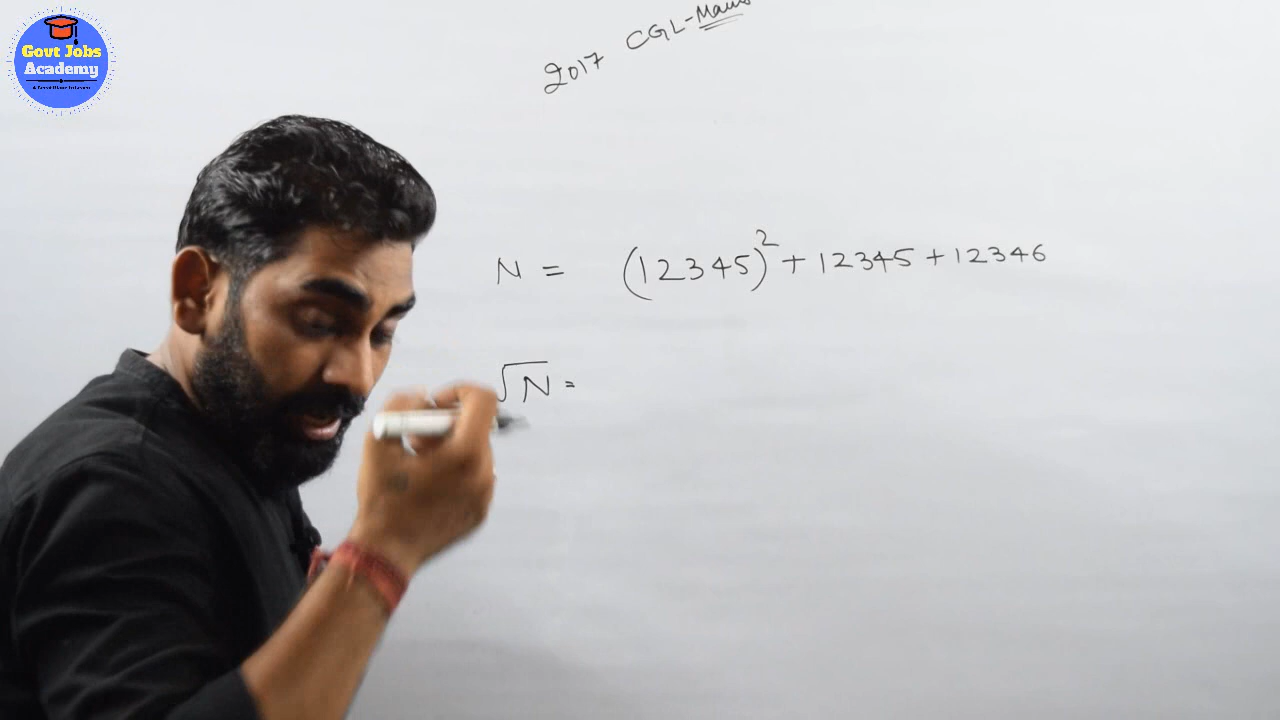 Govt Jobs
Academy
2017 CGL-Mains
N = (12345)² + 12345 + 12346
√N =